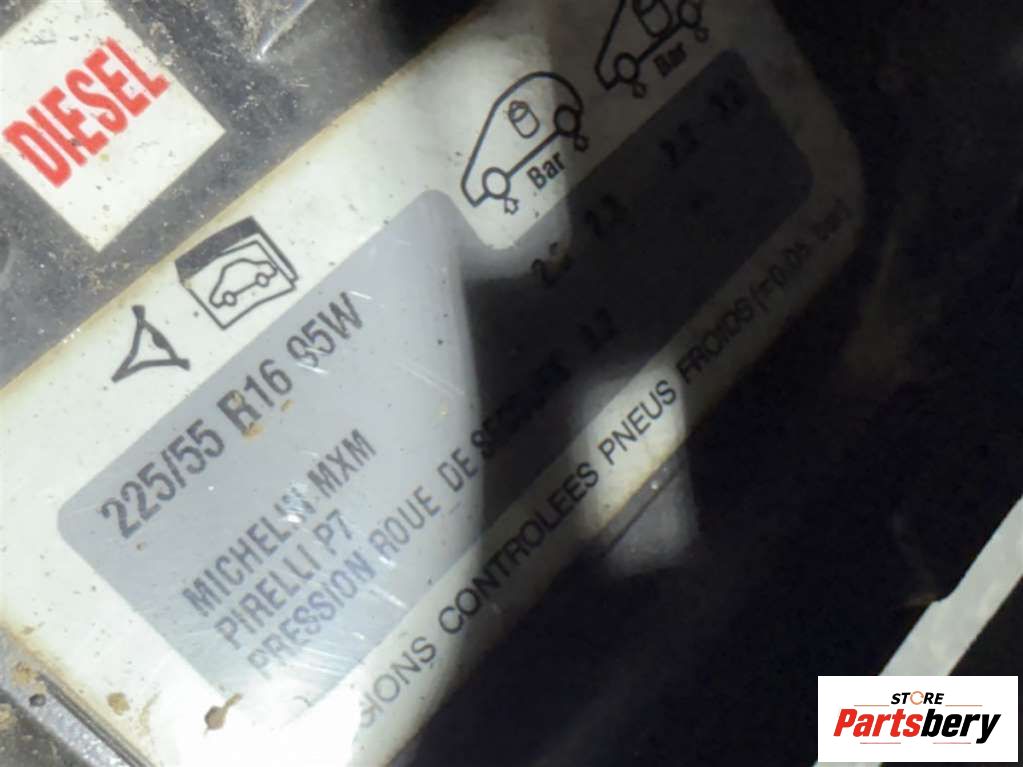 DIESEL
Bar
Bar
225/55 R16 95W
MICHELIN MXM
PIRELLI P7
PRESSION ROUE DE SECOURS
SIONS CONTROLEES PNEUS FROIDS
STORE
Partsbery